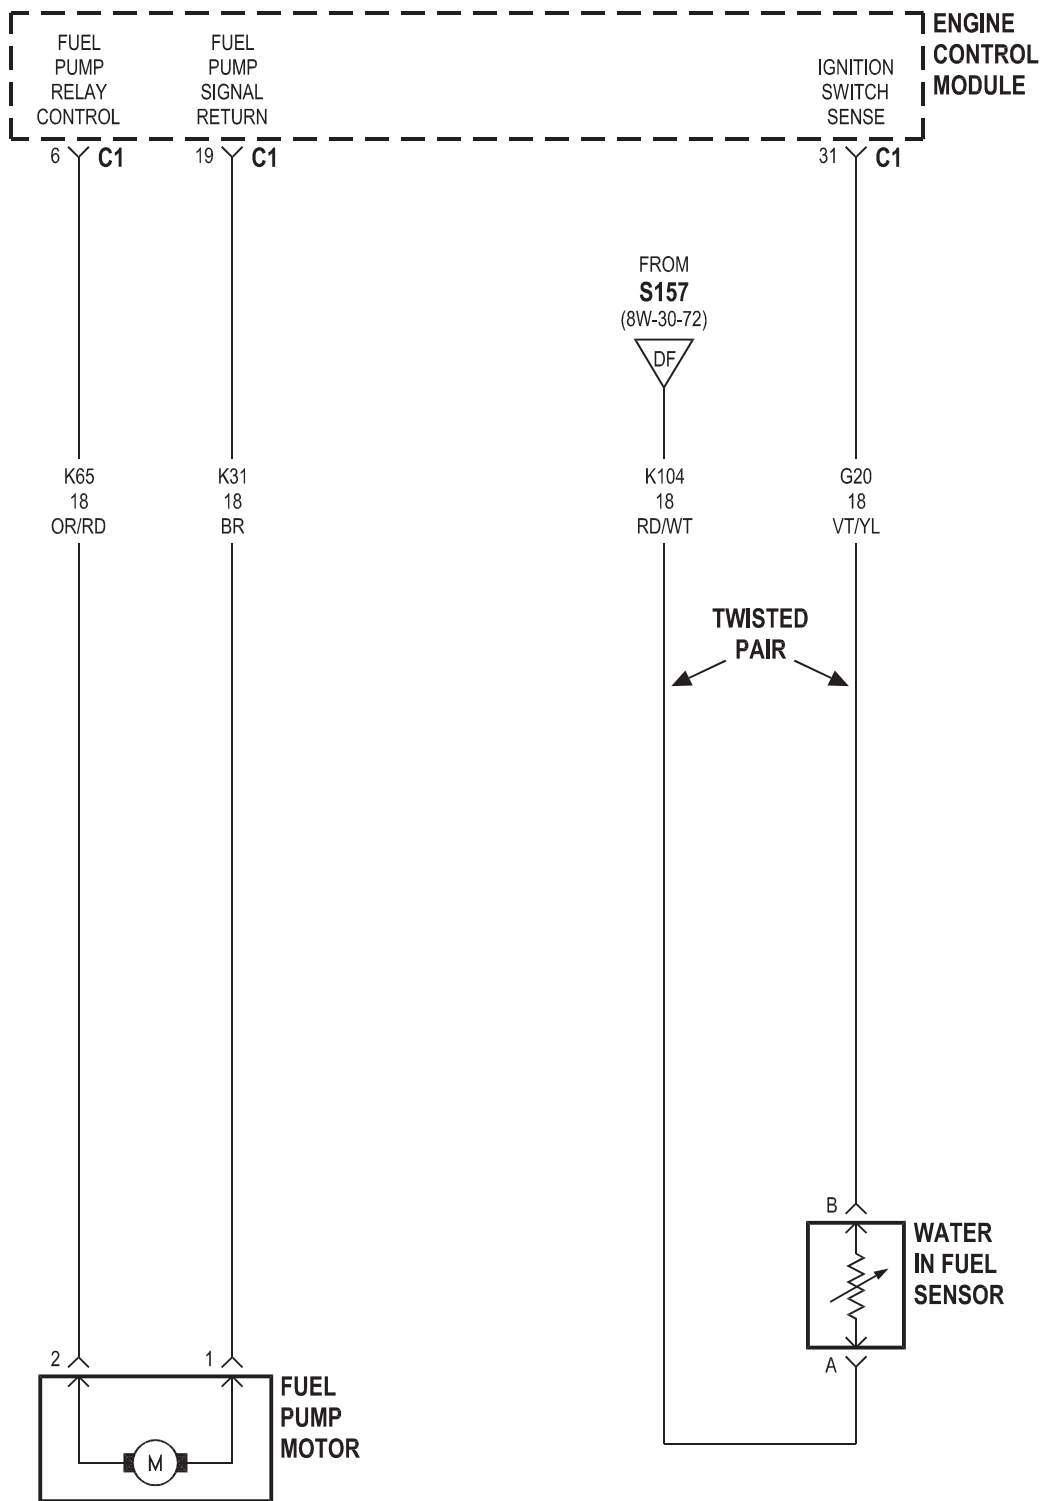 FUEL
PUMP
RELAY
CONTROL
FUEL
PUMP
SIGNAL
RETURN
IGNITION
SWITCH
SENSE
ENGINE
CONTROL
MODULE
6 C1
19 C1
31 C1
FROM
S157
(8W-30-72)
DF
K65
18
OR/RD
K31
18
BR
K104
18
RD/WT
G20
18
VT/YL
TWISTED
PAIR
B
WATER
IN FUEL
SENSOR
A
2
1
FUEL
PUMP
MOTOR
M